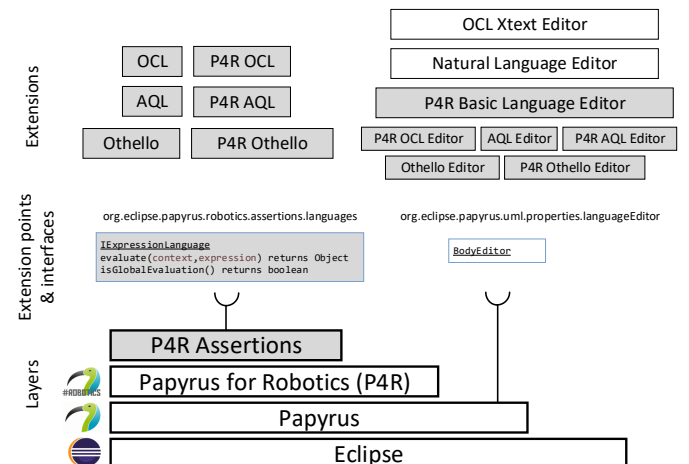 OCL Xtext Editor
OCL P4R OCL
Natural Language Editor
AQL P4R AQL
P4R Basic Language Editor
Othello P4R Othello
P4R OCL Editor AQL Editor P4R AQL Editor
Othello Editor P4R Othello Editor
Extensions
org.eclipse.papyrus.robotics.assertions.languages
org.eclipse.papyrus.uml.properties.languageEditor
IExpressionLanguage
evaluate(context,expression) returns Object
isGlobalEvaluation() returns boolean
BodyEditor
Extension points
& interfaces
P4R Assertions
Papyrus for Robotics (P4R)
#ROBOTICS
Papyrus
Eclipse
Layers